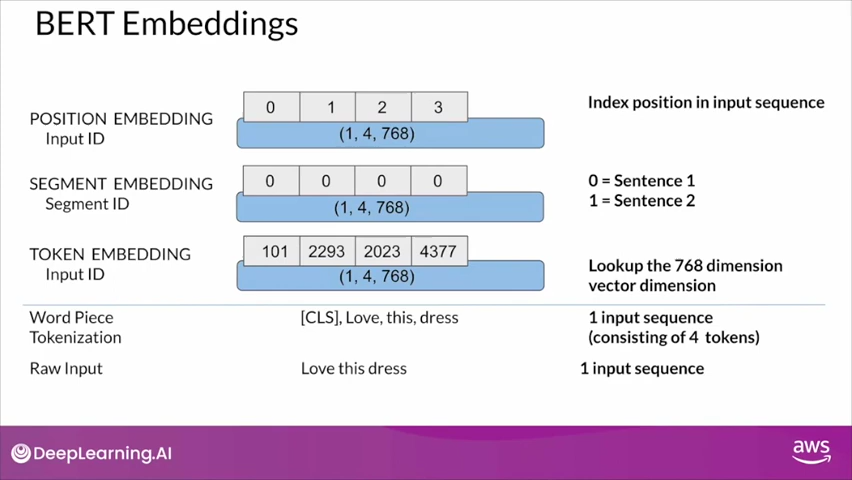 BERT Embeddings
0 1 2 3
Index position in input sequence
POSITION EMBEDDING
(1, 4, 768)
Input ID
0 0 0 0
SEGMENT EMBEDDING
0 = Sentence 1
Segment ID
(1, 4, 768)
1 = Sentence 2
TOKEN EMBEDDING
101 2293 2023 4377
Input ID
(1, 4, 768)
Lookup the 768 dimension
vector dimension
Word Piece
Tokenization
[CLS], Love, this, dress
1 input sequence
(consisting of 4 tokens)
Raw Input
Love this dress
1 input sequence
DeepLearning.AI
aws